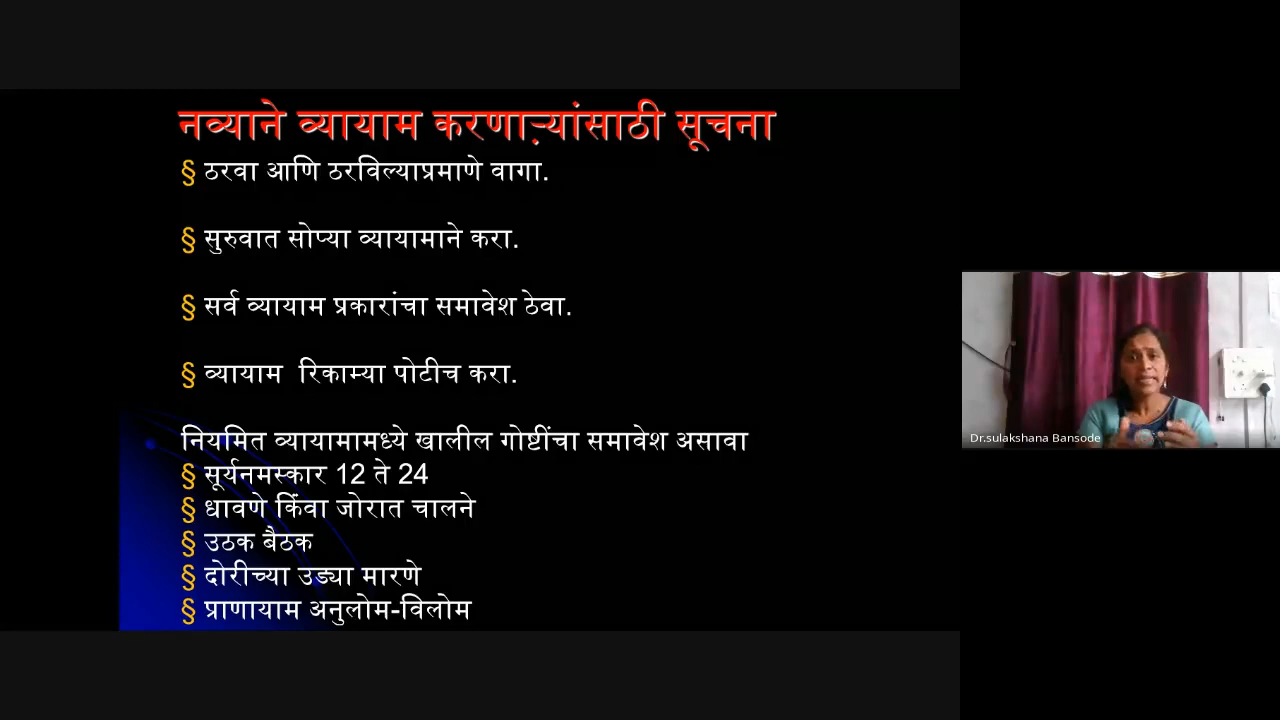 नव्याने व्यायाम करणाऱ्यांसाठी सूचना
§ ठरवा आणि ठरविल्याप्रमाणे वागा.
§ सुरुवात सोप्या व्यायामाने करा.
§ सर्व व्यायाम प्रकारांचा समावेश ठेवा.
§ व्यायाम रिकाम्या पोटीच करा.
नियमित व्यायामामध्ये खालील गोष्टींचा समावेश असावा
§ सूर्यनमस्कार 12 ते 24
§ धावणे किंवा जोरात चालने
§ उठक बैठक
§ दोरीच्या उड्या मारणे
§ प्राणायाम अनुलोम-विलोम
Dr.sulakshana Bansode